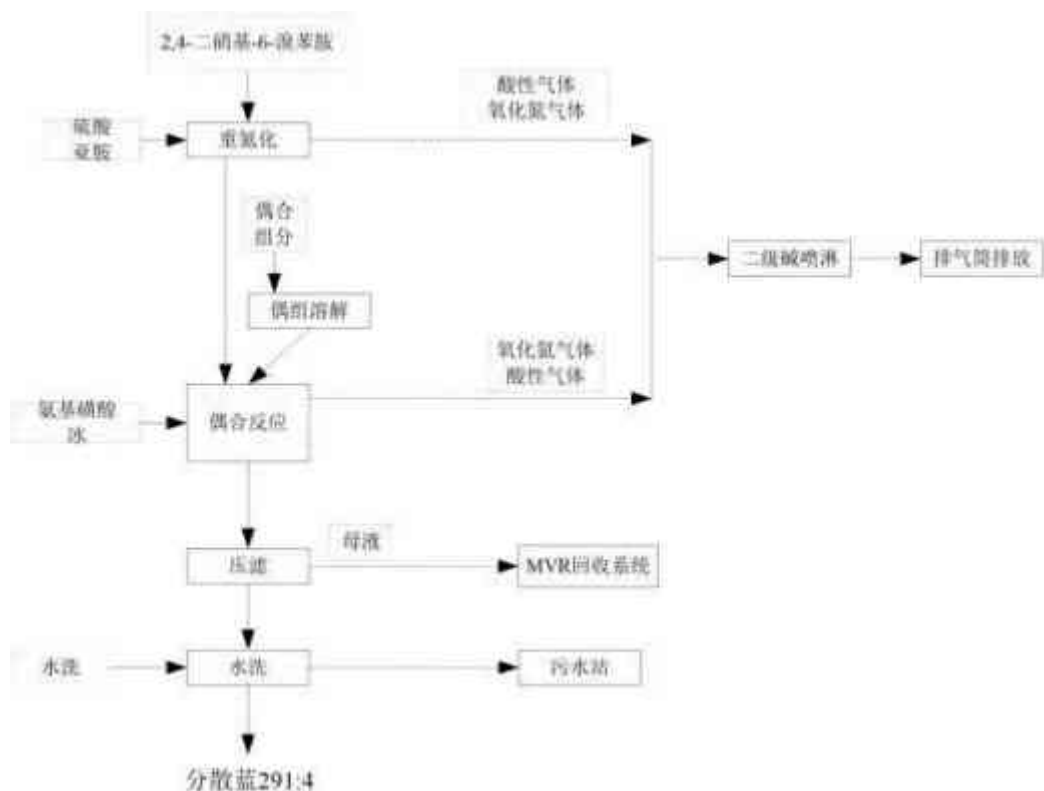 2,4-二硝基-6-溴苯胺
酸性气体
氧化氮气体
硫酸
亚胺
重氮化
偶合
组分
二级碱喷淋
排气筒排放
偶组溶解
氧化氮气体
酸性气体
氨基磺酸
冰
偶合反应
母液
压滤
MVR回收系统
水洗
水洗
污水站
分散蓝291:4